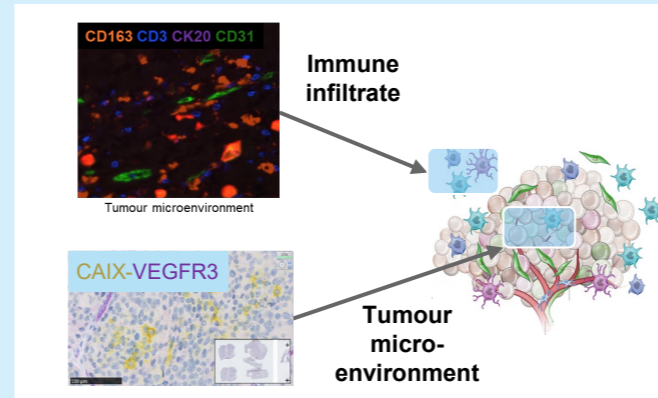 CD163 CD3 CK20 CD31
Immune
infiltrate
Tumour microenvironment
CAIX-VEGFR3
Tumour
micro-
environment